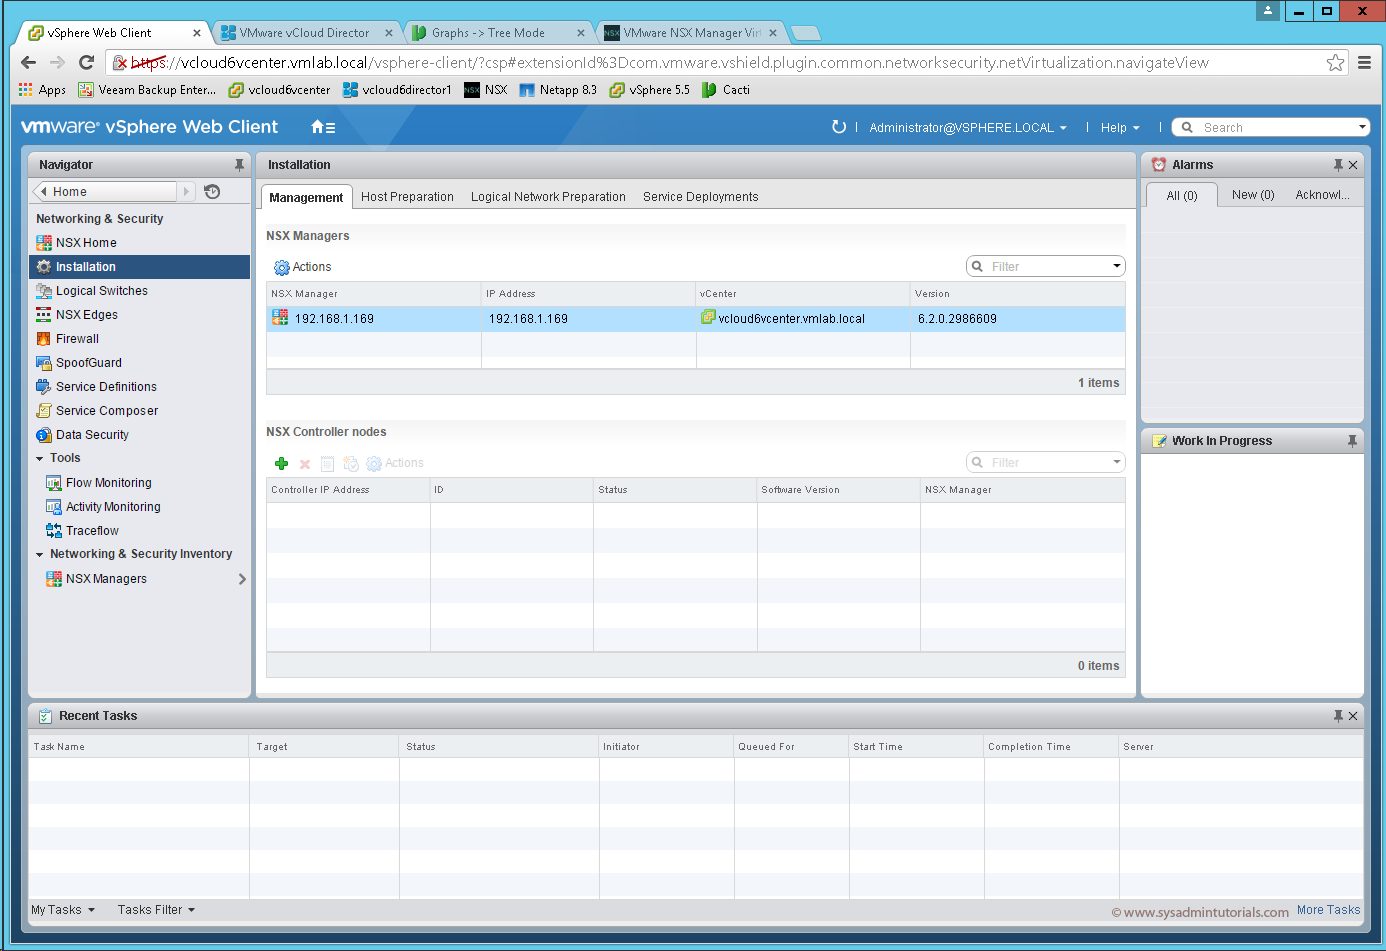 vSphere Web Client
VMware vCloud Director
Graphs -> Tree Mode
VMware NSX Manager Virt
https://vcloud6vcenter.vmlab.local/vsphere-client/?csp#extensionId%3Dcom.vmware.vshield.plugin.common.networksecurity.netVirtualization.navigateView
Apps Veeam Backup Enter... vcloud6vcenter vcloud6director1 NSX Netapp 8.3 vSphere 5.5 Cacti
vmware® vSphere Web Client
Administrator@VSPHERE.LOCAL
Help
Search
Navigator
Home
Networking & Security
NSX Home
Installation
Logical Switches
NSX Edges
Firewall
SpoofGuard
Service Definitions
Service Composer
Data Security
Tools
Flow Monitoring
Activity Monitoring
Traceflow
Networking & Security Inventory
NSX Managers
Installation
Management Host Preparation Logical Network Preparation Service Deployments
NSX Managers
Actions
Filter
NSX Manager IP Address vCenter Version
192.168.1.169 192.168.1.169 vcloud6vcenter.vmlab.local 6.2.0.2986609
1 items
NSX Controller nodes
Actions
Filter
Controller IP Address ID Status Software Version NSX Manager
0 items
Alarms
All (0) New (0) Acknowl...
Work In Progress
Recent Tasks
Task Name Target Status Initiator Queued For Start Time Completion Time Server
My Tasks Tasks Filter
© www.sysadmintutorials.com
More Tasks